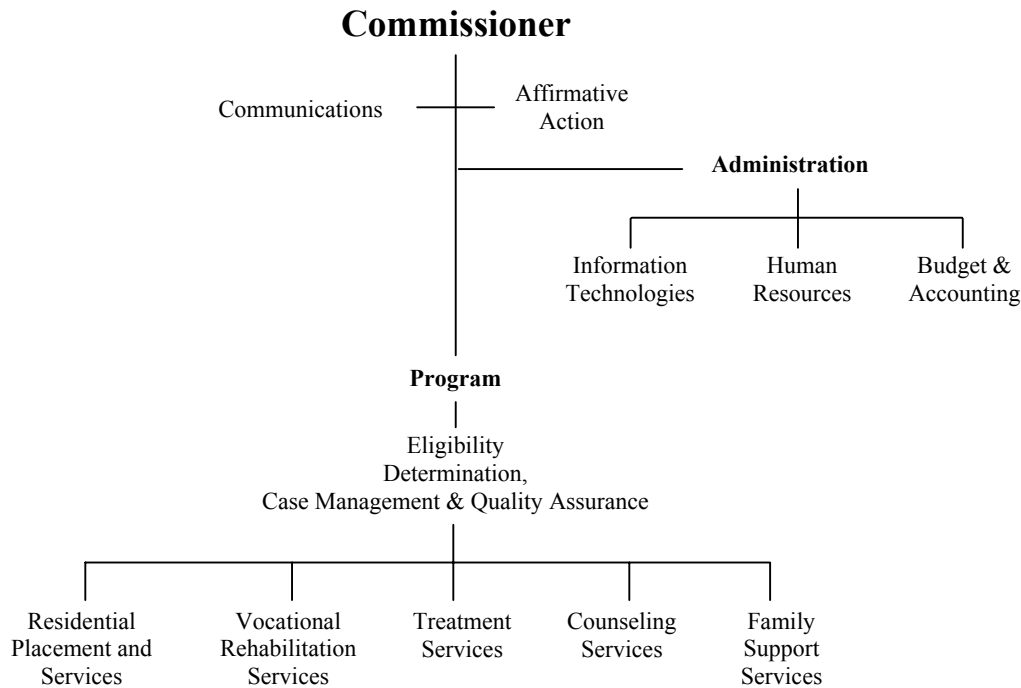 Commissioner
Communications
Affirmative
Action
Administration
Information
Technologies
Human
Resources
Budget &
Accounting
Program
Eligibility
Determination,
Case Management & Quality Assurance
Residential
Placement and
Services
Vocational
Rehabilitation
Services
Treatment
Services
Counseling
Services
Family
Support
Services